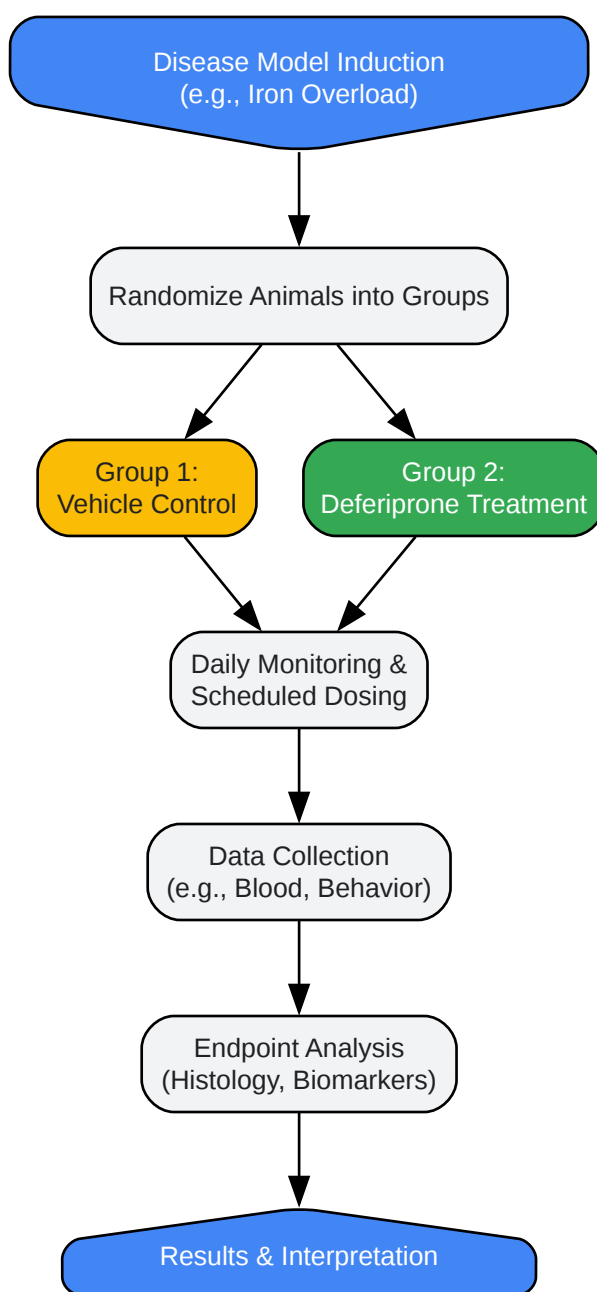 Disease Model Induction
(e.g., Iron Overload)
Randomize Animals into Groups
Group 1:
Vehicle Control
Group 2:
Deferiprone Treatment
Daily Monitoring &
Scheduled Dosing
Data Collection
(e.g., Blood, Behavior)
Endpoint Analysis
(Histology, Biomarkers)
Results & Interpretation